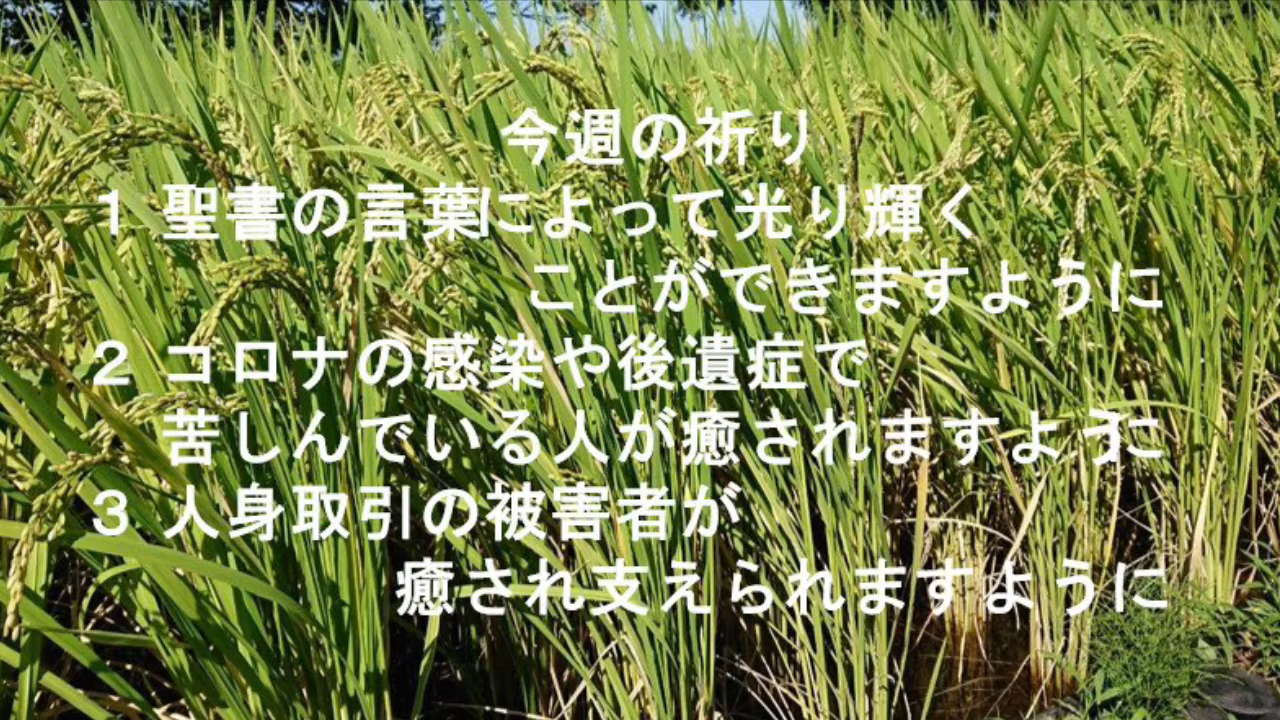 今週の祈り
1 聖書の言葉によって光り輝く
ことができますように
2 コロナの感染や後遺症で
苦しんでいる人が癒されますように
3 人身取引の被害者が
癒され支えられますように